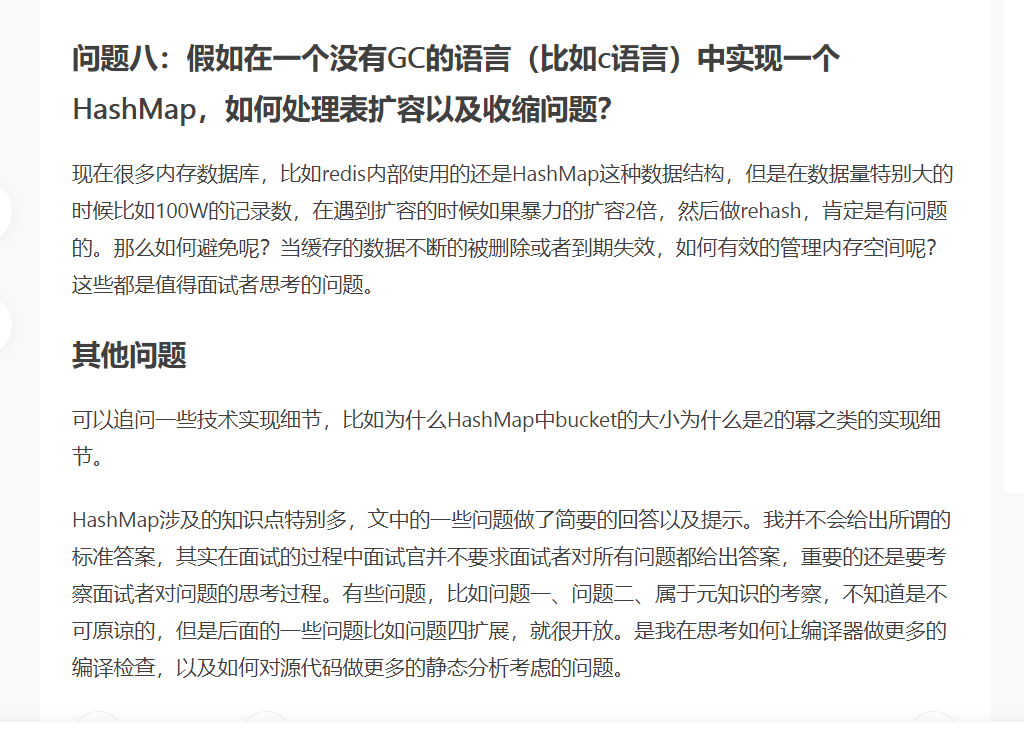 问题八：假如在一个没有GC的语言（比如c语言）中实现一个
HashMap，如何处理表扩容以及收缩问题？
现在很多内存数据库，比如redis内部使用的还是HashMap这种数据结构，但是在数据量特别大的
时候比如100W的记录数，在遇到扩容的时候如果暴力的扩容2倍，然后做rehash，肯定是有问题
的。那么如何避免呢？当缓存的数据不断的被删除或者到期失效，如何有效的管理内存空间呢？
这些都是值得面试者思考的问题。
其他问题
可以追问一些技术实现细节，比如为什么HashMap中bucket的大小为什么是2的幂之类的实现细
节。
HashMap涉及的知识点特别多，文中的一些问题做了简要的回答以及提示。我并不会给出所谓的
标准答案，其实在面试的过程中面试官并不要求面试者对所有问题都给出答案，重要的还是要考
察面试者对问题的思考过程。有些问题，比如问题一、问题二、属于元知识的考察，不知道是不
可原谅的，但是后面的一些问题比如问题四扩展，就很开放。是我在思考如何让编译器做更多的
编译检查，以及如何对源代码做更多的静态分析考虑的问题。